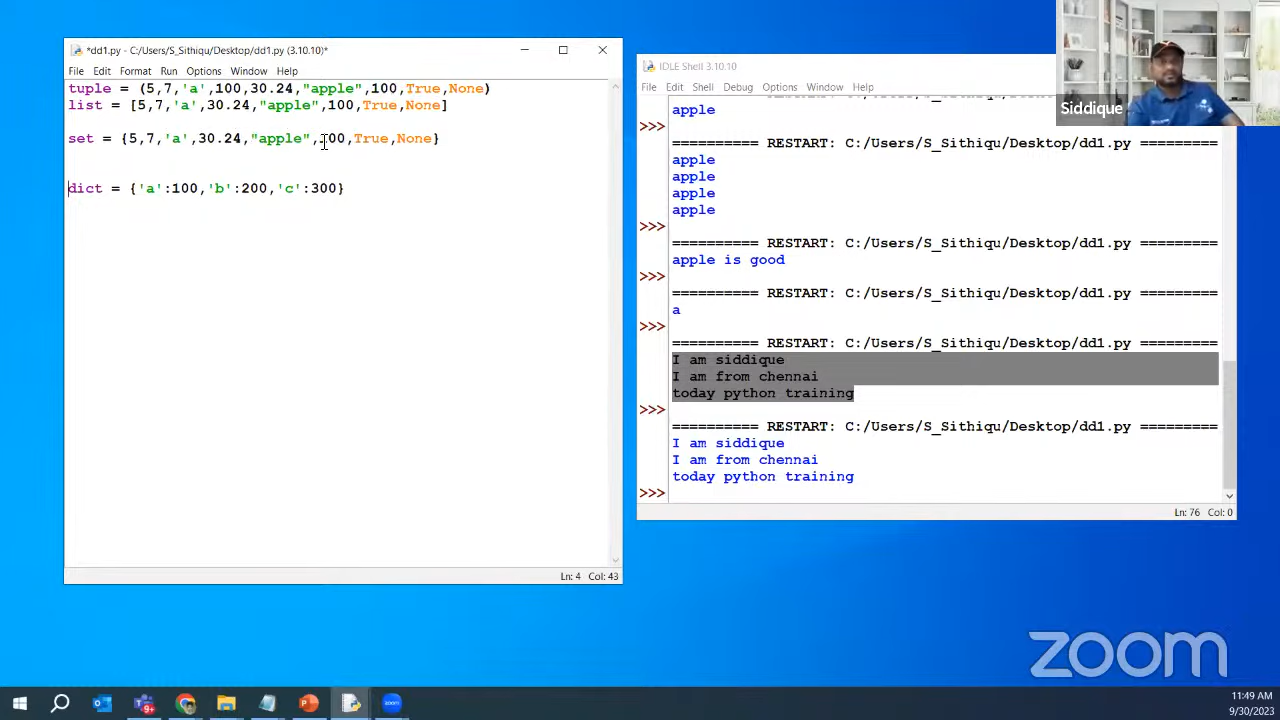 *dd1.py - C:/Users/S_Sithiqu/Desktop/dd1.py (3.10.10)*
File Edit Format Run Options Window Help
tuple = (5,7,'a',100,30.24,"apple",100,True,None)
list = [5,7,'a',30.24,"apple",100,True,None]
set = {5,7,'a',30.24,"apple",100,True,None}
dict = {'a':100,'b':200,'c':300}
Ln: 4 Col: 43
IDLE Shell 3.10.10
File Edit Shell Debug Options Window Help
apple
>>>
========== RESTART: C:/Users/S_Sithiqu/Desktop/dd1.py =========
apple
apple
apple
apple
>>>
========== RESTART: C:/Users/S_Sithiqu/Desktop/dd1.py =========
apple is good
>>>
========== RESTART: C:/Users/S_Sithiqu/Desktop/dd1.py =========
a
>>>
========== RESTART: C:/Users/S_Sithiqu/Desktop/dd1.py =========
I am siddique
I am from chennai
today python training
>>>
========== RESTART: C:/Users/S_Sithiqu/Desktop/dd1.py =========
I am siddique
I am from chennai
today python training
>>>
Ln: 76 Col: 0
Siddique
zoom
11:49 AM
9/30/2023